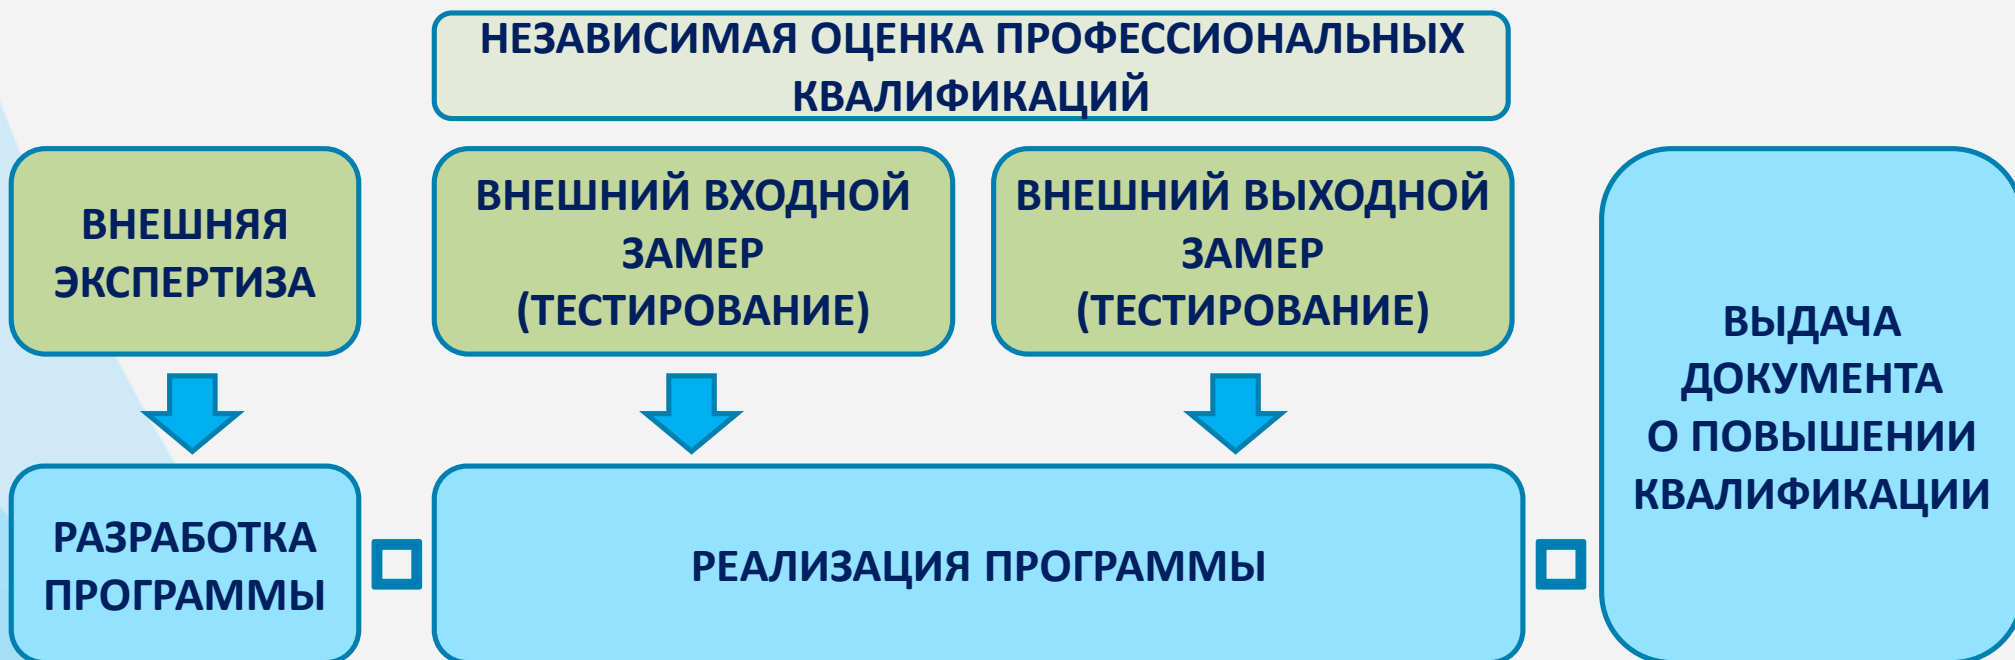 НЕЗАВИСИМАЯ ОЦЕНКА ПРОФЕССИОНАЛЬНЫХ
КВАЛИФИКАЦИЙ
ВНЕШНЯЯ
ЭКСПЕРТИЗА
ВНЕШНИЙ ВХОДНОЙ
ЗАМЕР
(ТЕСТИРОВАНИЕ)
ВНЕШНИЙ ВЫХОДНОЙ
ЗАМЕР
(ТЕСТИРОВАНИЕ)
РАЗРАБОТКА
ПРОГРАММЫ
РЕАЛИЗАЦИЯ ПРОГРАММЫ
ВЫДАЧА
ДОКУМЕНТА
О ПОВЫШЕНИИ
КВАЛИФИКАЦИИ